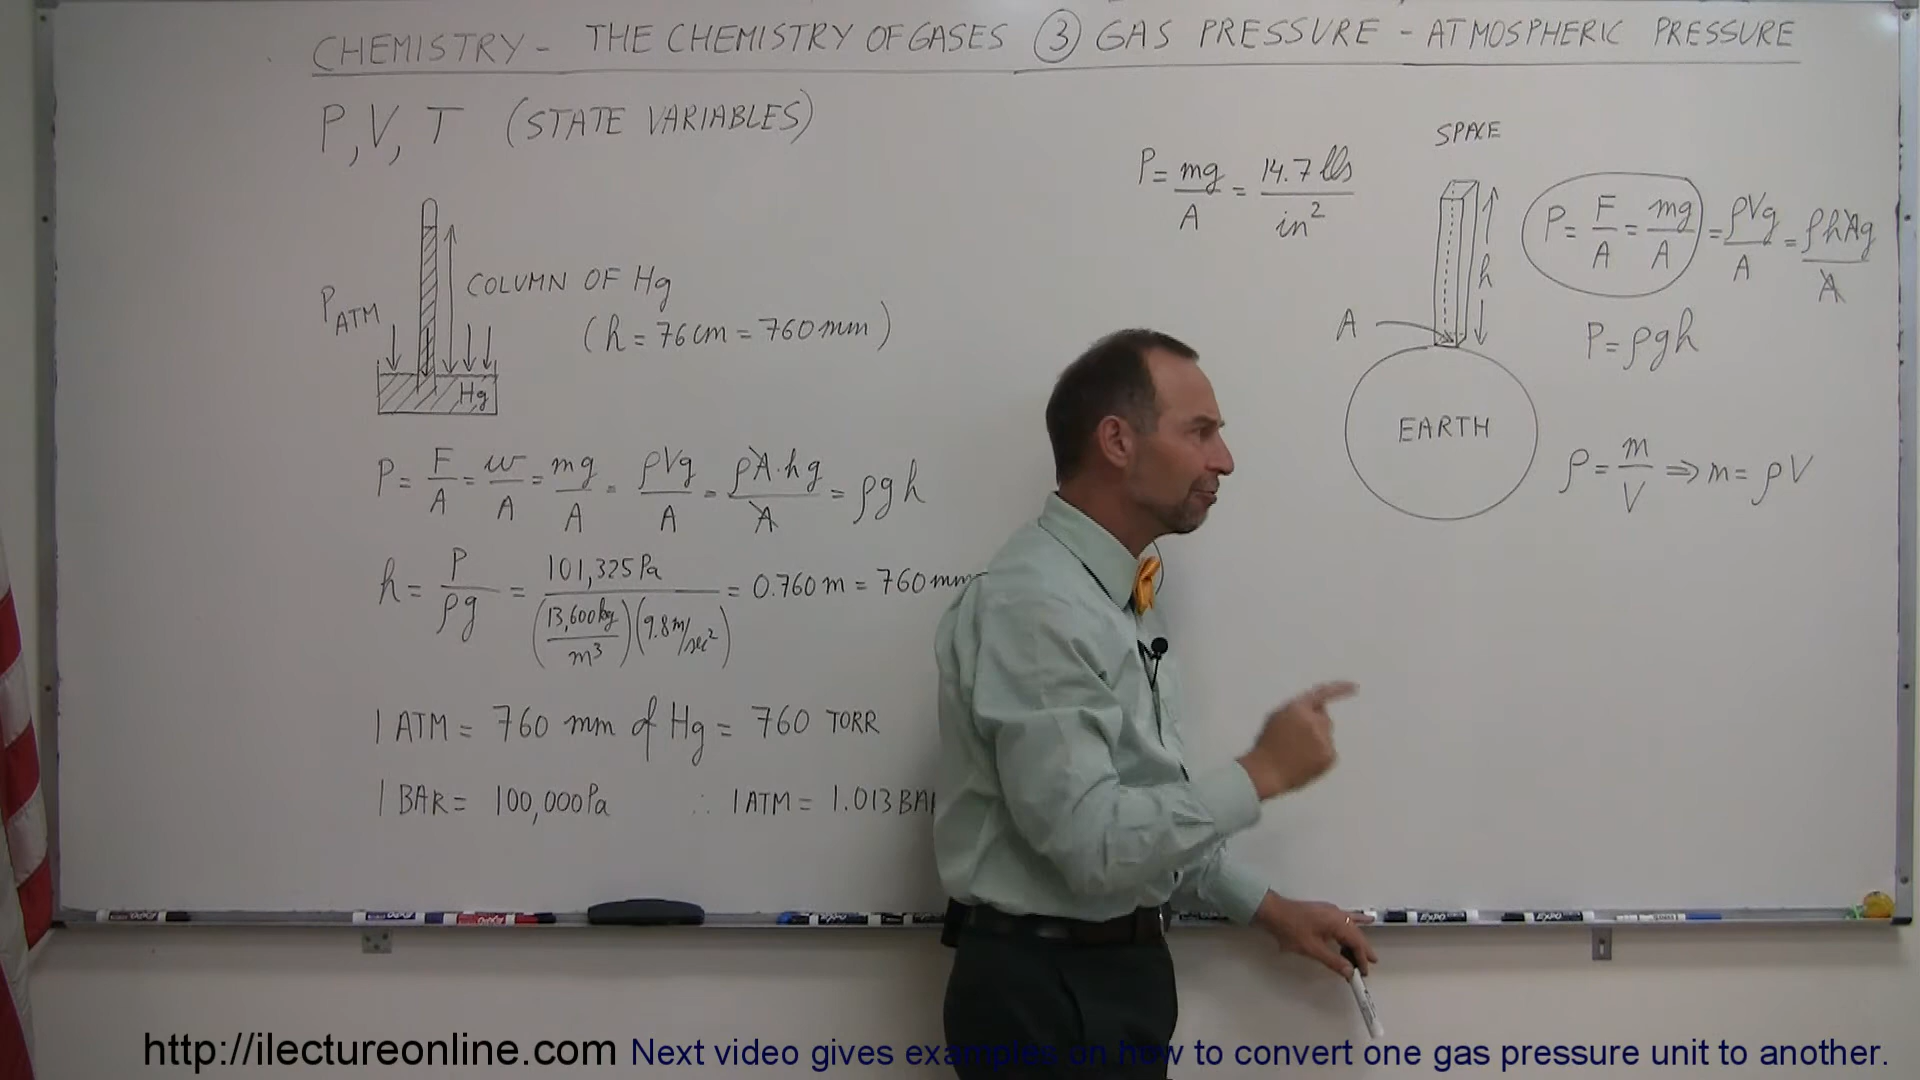 CHEMISTRY - THE CHEMISTRY OF GASES ③ GAS PRESSURE - ATMOSPHERIC PRESSURE
P, V, T (STATE VARIABLES)
P_ATM
COLUMN OF Hg
(h = 76 cm = 760 mm)
Hg
P = F/A = w/A = mg/A = ρVg/A = ρA·hg/A = ρgh
h = P/ρg = 101,325 Pa/(13,600 kg/m³)(9.8 m/sec²) = 0.760 m = 760 mm
1 ATM = 760 mm of Hg = 760 TORR
1 BAR = 100,000 Pa ∴ 1 ATM = 1.013 BA
P = mg/A = 14.7 lbs/in²
SPACE
h
A
EARTH
P = F/A = mg/A = ρVg/A = ρhAg/A
P = ρgh
ρ = m/V ⇒ m = ρV
EXPO
EXPO
http://ilectureonline.com Next video gives examples on how to convert one gas pressure unit to another.